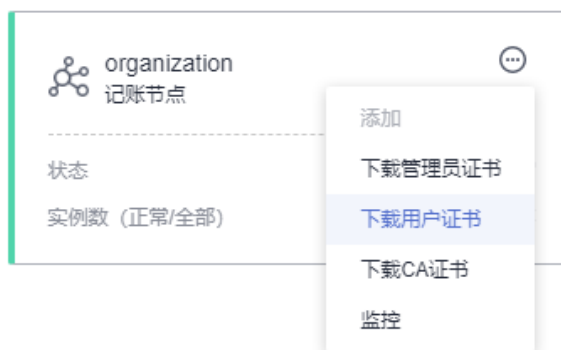 organization
记账节点
添加
状态
下载管理员证书
实例数（正常/全部）
下载用户证书
下载CA证书
监控